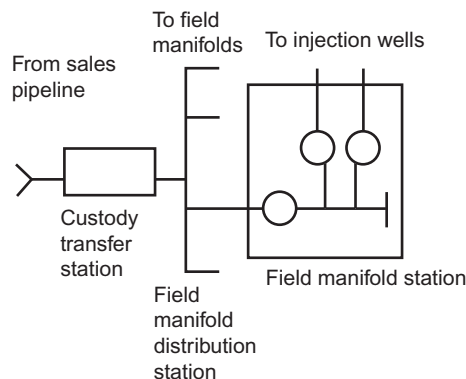 To field
manifolds
To injection wells
From sales
pipeline
Custody
transfer
station
Field manifold station
Field
manifold
distribution
station